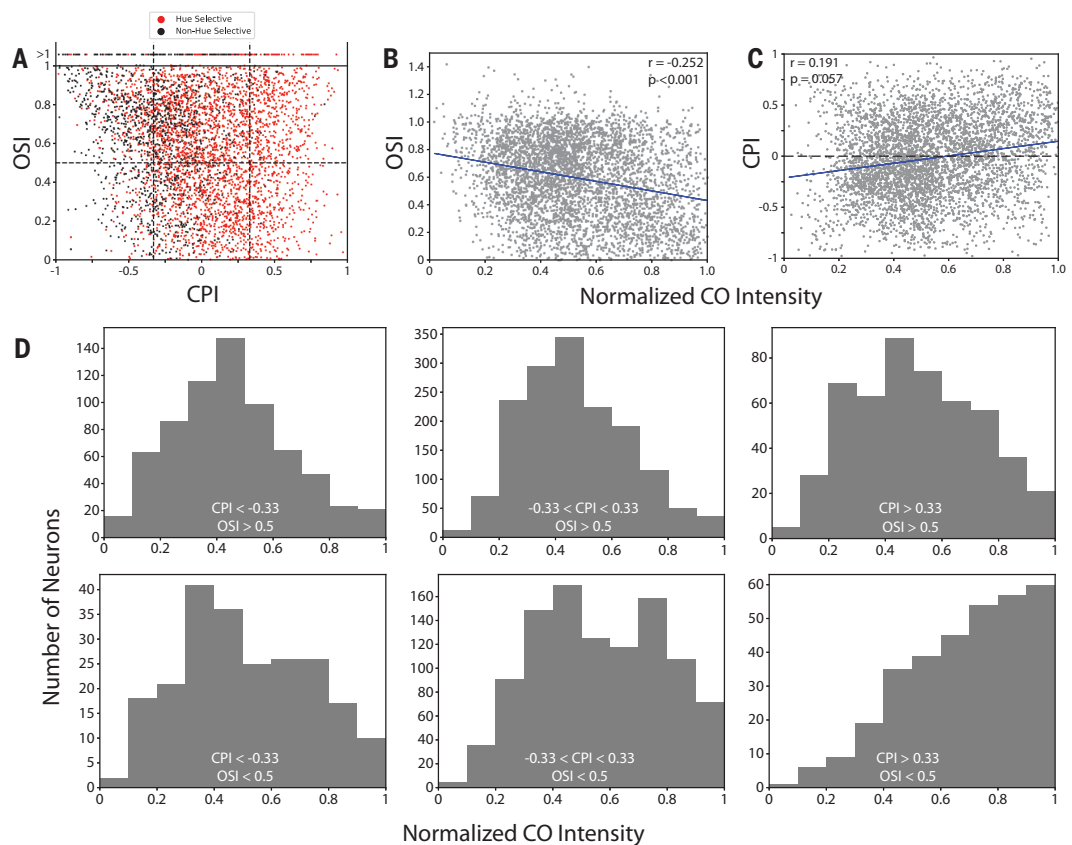 Hue Selective
Non-Hue Selective
A
>1
1
0.8
0.6
0.4
0.2
0
OSI
-1 -0.5 0 0.5 1
CPI
B
r = -0.252
p <0.001
1.4
1.2
1.0
0.8
0.6
0.4
0.2
0
OSI
0 0.2 0.4 0.6 0.8 1.0
C
r = 0.191
p = 0.057
1
0.5
0
-0.5
-1
CPI
0 0.2 0.4 0.6 0.8 1.0
Normalized CO Intensity
D
Number of Neurons
140
120
100
80
60
40
20
0
CPI < -0.33
OSI > 0.5
0 0.2 0.4 0.6 0.8 1
350
300
250
200
150
100
50
0
-0.33 < CPI < 0.33
OSI > 0.5
0 0.2 0.4 0.6 0.8 1
80
60
40
20
0
CPI > 0.33
OSI > 0.5
0 0.2 0.4 0.6 0.8 1
40
35
30
25
20
15
10
5
0
CPI < -0.33
OSI < 0.5
0 0.2 0.4 0.6 0.8 1
160
140
120
100
80
60
40
20
0
-0.33 < CPI < 0.33
OSI < 0.5
0 0.2 0.4 0.6 0.8 1
60
50
40
30
20
10
0
CPI > 0.33
OSI < 0.5
0 0.2 0.4 0.6 0.8 1
Normalized CO Intensity